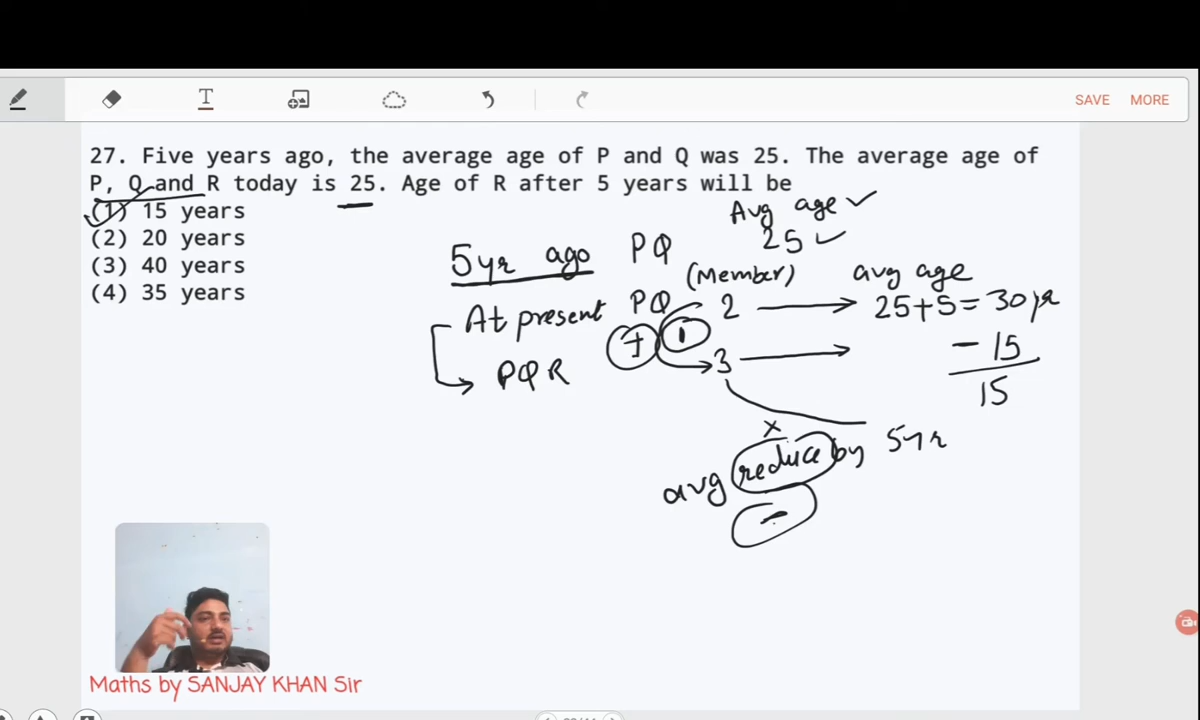 T
SAVE MORE
27. Five years ago, the average age of P and Q was 25. The average age of
P, Q and R today is 25. Age of R after 5 years will be
(1) 15 years
(2) 20 years
(3) 40 years
(4) 35 years
Avg age ✓
5yr ago PQ 25 ✓
(Member) avg age
At present PQ 2 → 25+5=30yr
+ 1 - 15
PQR 3 →
15
x
avg reduce by 5yr
-
Maths by SANJAY KHAN Sir